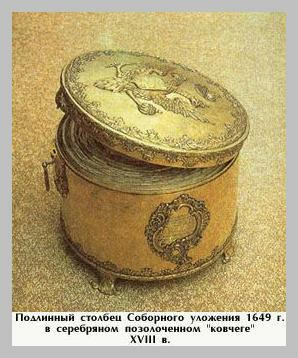 Подлинный столбец Соборного уложения 1649 г.
в серебряном позолоченном "ковчеге"
XVIII в.